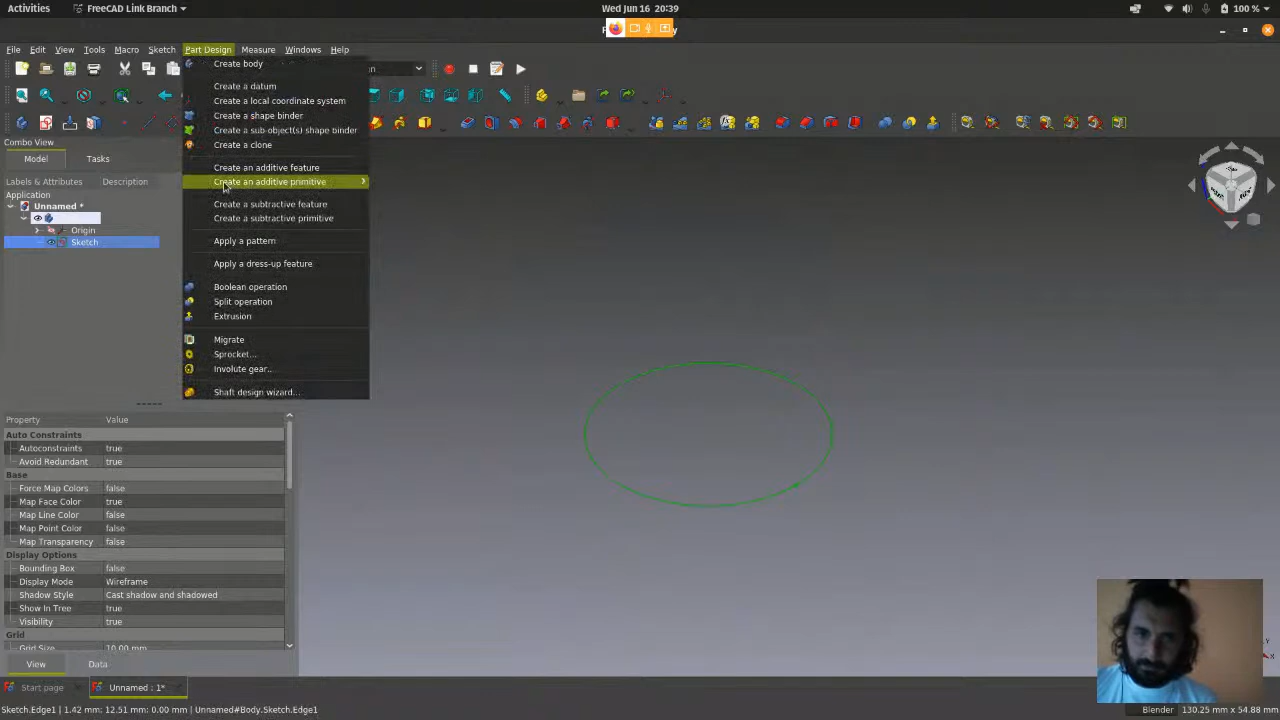 Activities FreeCAD Link Branch Wed Jun 16 20:39 100 %
File Edit View Tools Macro Sketch Part Design Measure Windows Help
Create body
Create a datum
Create a local coordinate system
Create a shape binder
Create a sub-object(s) shape binder
Create a clone
Create an additive feature
Create an additive primitive
Create a subtractive feature
Create a subtractive primitive
Apply a pattern
Apply a dress-up feature
Boolean operation
Split operation
Extrusion
Migrate
Sprocket...
Involute gear...
Shaft design wizard...
Combo View
Model Tasks
Labels & Attributes Description
Application
Unnamed *
Origin
Sketch
Property Value
Auto Constraints
Autoconstraints true
Avoid Redundant true
Base
Force Map Colors false
Map Face Color true
Map Line Color false
Map Point Color false
Map Transparency false
Display Options
Bounding Box false
Display Mode Wireframe
Shadow Style Cast shadow and shadowed
Show In Tree true
Visibility true
Grid
Grid Size 10.00 mm
View Data
Start page Unnamed : 1*
Sketch.Edge1 | 1.42 mm; 12.51 mm; 0.00 mm | Unnamed#Body.Sketch.Edge1 Blender 130.25 mm x 54.88 mm